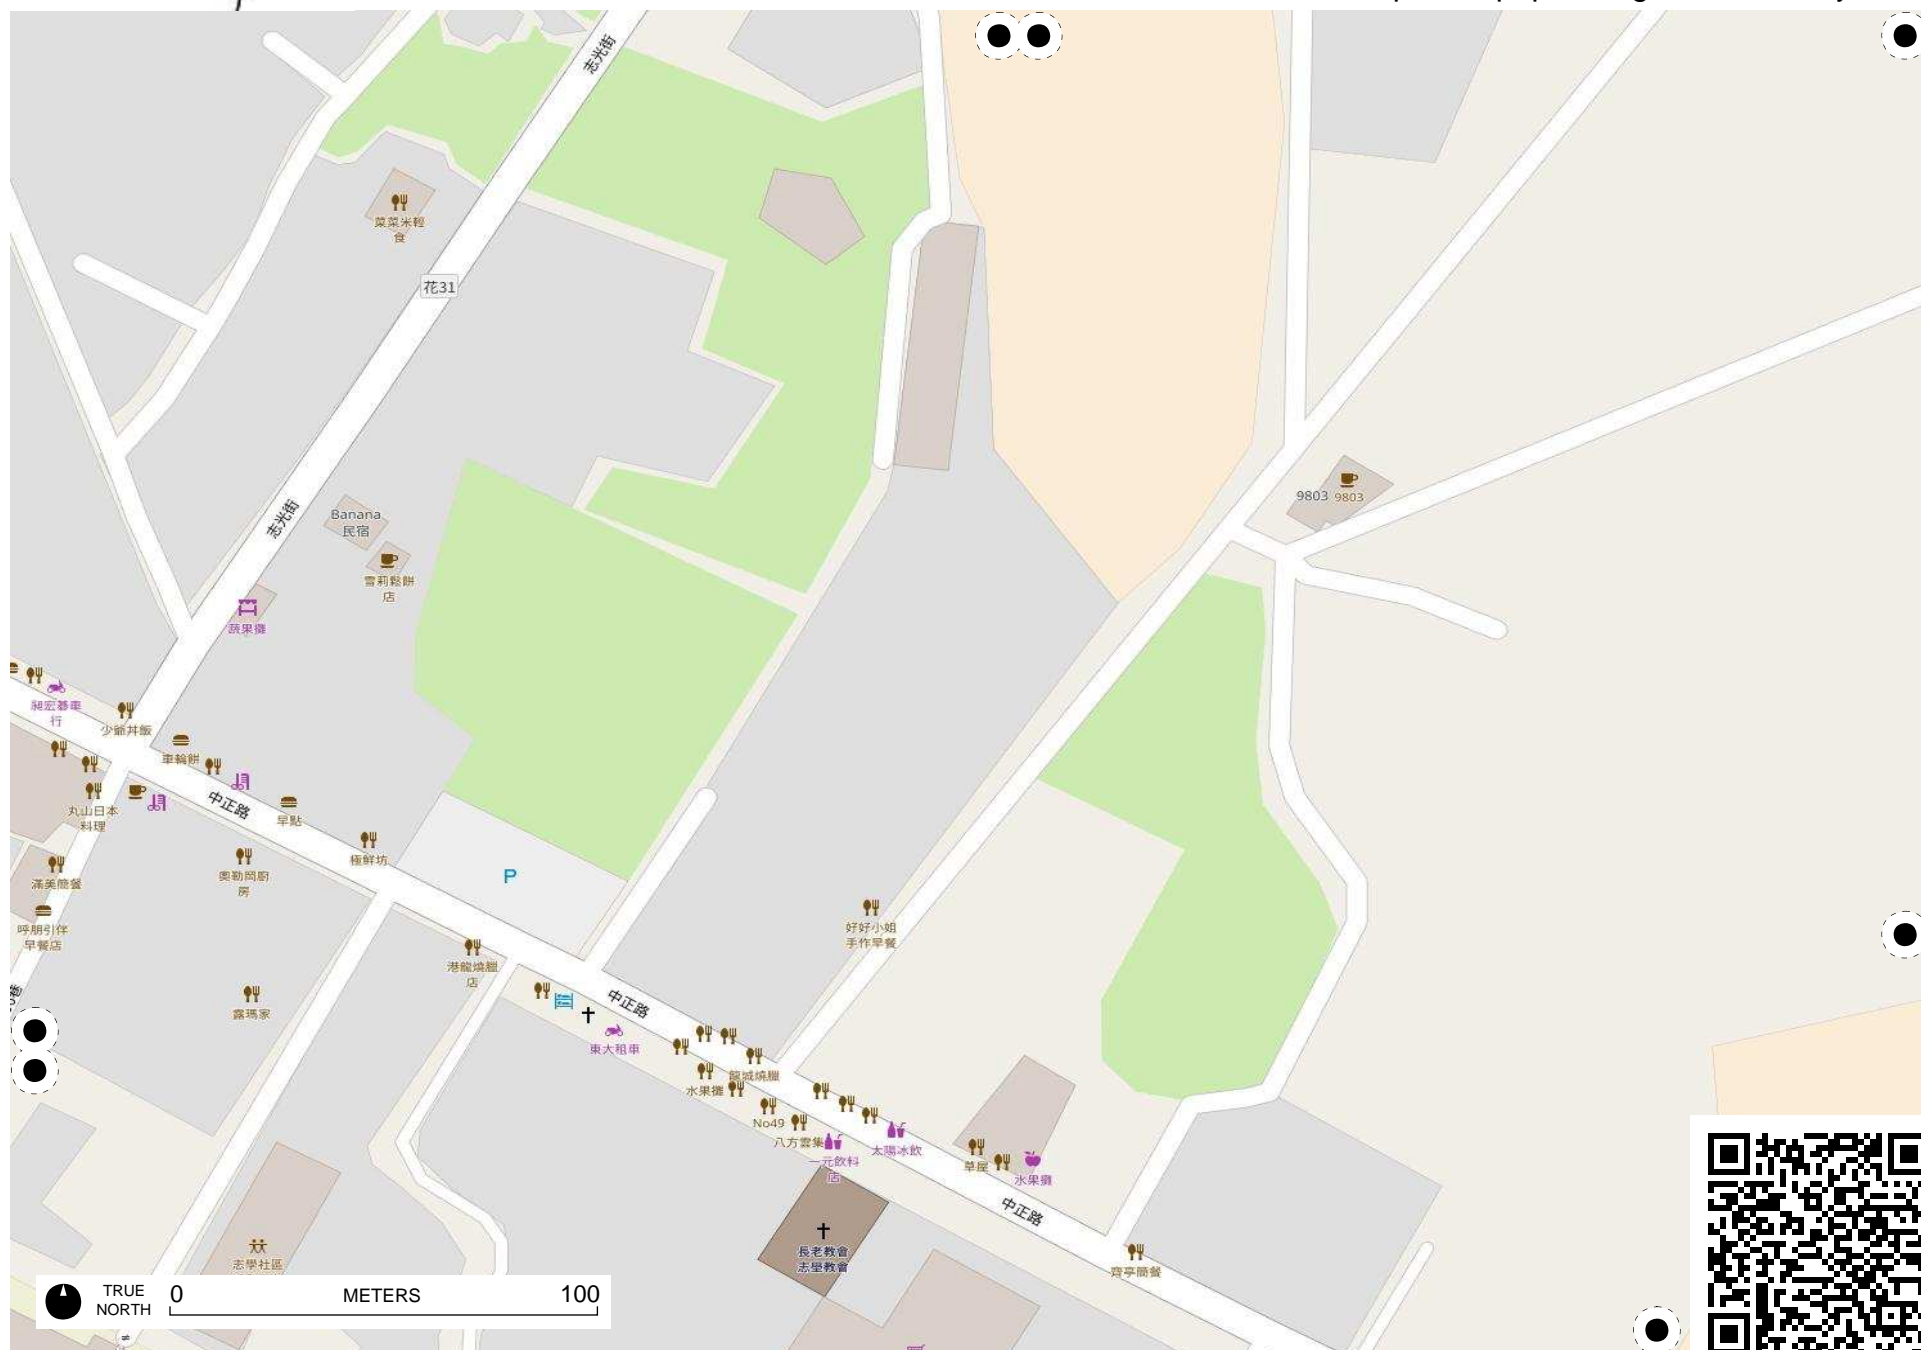 志光街
菜菜米輕
食
花31
9803
9803
志光街
Banana
民宿
雪莉鬆餅
店
蔬果攤
行
少爺丼飯
車輪餅
丸山日本
料理
中正路
早點
極鮮坊
奧勒岡廚
房
滿美簡餐
P
呼朋引伴
早餐店
好好小姐
手作早餐
港龍燒臘
店
露瑪家
中正路
東大租車
龍城燒臘
水果攤
No49
八方雲集
太陽冰飲
一元飲料
店
草屋
水果攤
中正路
長老教會
志學教會
志學社區
齊亭簡餐
TRUE
NORTH
0
METERS
100